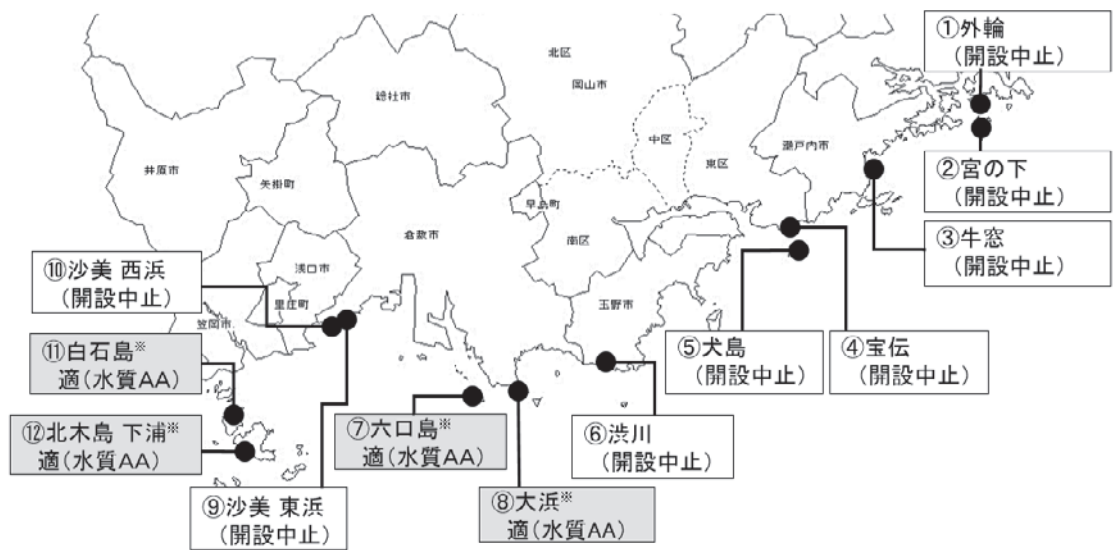 ①外輪
（開設中止）
②宮の下
（開設中止）
③牛窓
（開設中止）
④宝伝
（開設中止）
⑤犬島
（開設中止）
⑥渋川
（開設中止）
⑦六口島※
適（水質AA）
⑧大浜※
適（水質AA）
⑨沙美 東浜
（開設中止）
⑩沙美 西浜
（開設中止）
⑪白石島※
適（水質AA）
⑫北木島 下浦※
適（水質AA）
北区
岡山市
総社市
中区
東区
瀬戸内市
井原市
矢掛町
早島町
倉敷市
南区
浅口市
里庄町
玉野市
笠岡市